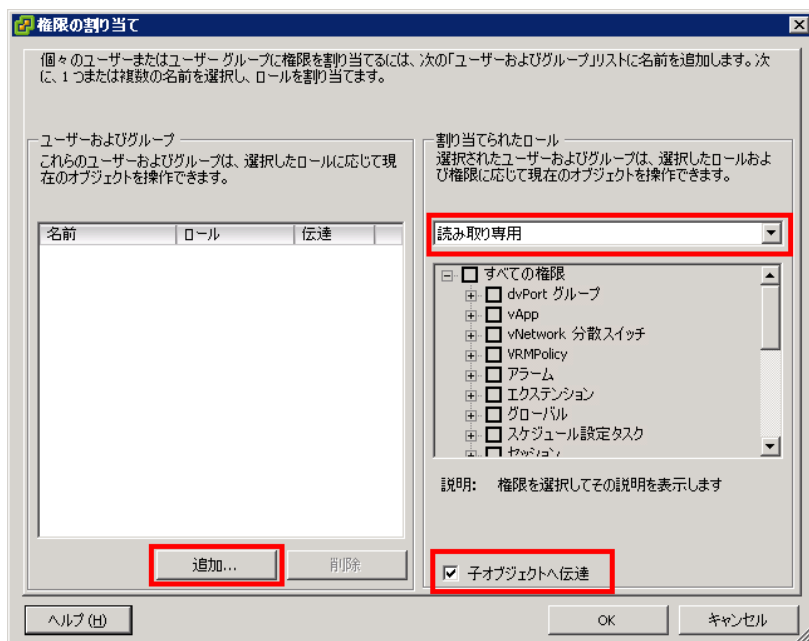 権限の割り当て
個々のユーザーまたはユーザー グループに権限を割り当てるには、次の「ユーザーおよびグループ」リストに名前を追加します。次
に、1 つまたは複数の名前を選択し、ロールを割り当てます。
ユーザーおよびグループ
これらのユーザーおよびグループは、選択したロールに応じて現
在のオブジェクトを操作できます。
名前 ロール 伝達
追加...
削除
割り当てられたロール
選択されたユーザーおよびグループは、選択したロールおよ
び権限に応じて現在のオブジェクトを操作できます。
読み取り専用
すべての権限
dvPort グループ
vApp
vNetwork 分散スイッチ
VRMPolicy
アラーム
エクステンション
グローバル
スケジュール設定タスク
セッション
説明: 権限を選択してその説明を表示します
子オブジェクトへ伝達
ヘルプ(H)
OK
キャンセル